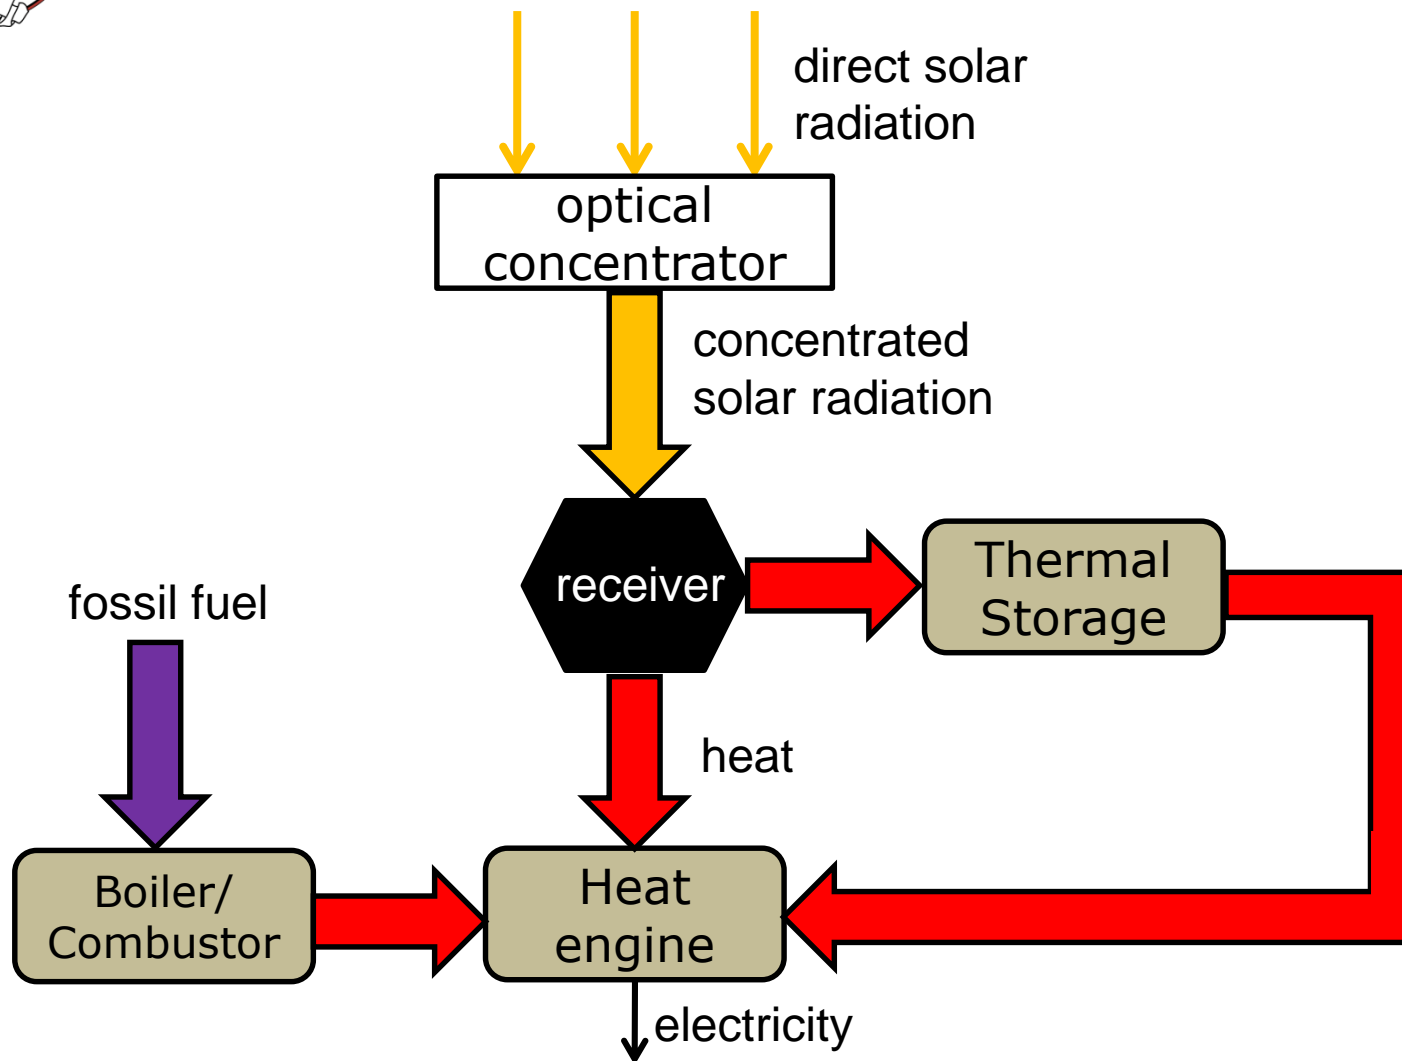 direct solar
radiation
optical
concentrator
concentrated
solar radiation
receiver
Thermal
Storage
fossil fuel
heat
Boiler/
Combustor
Heat
engine
electricity